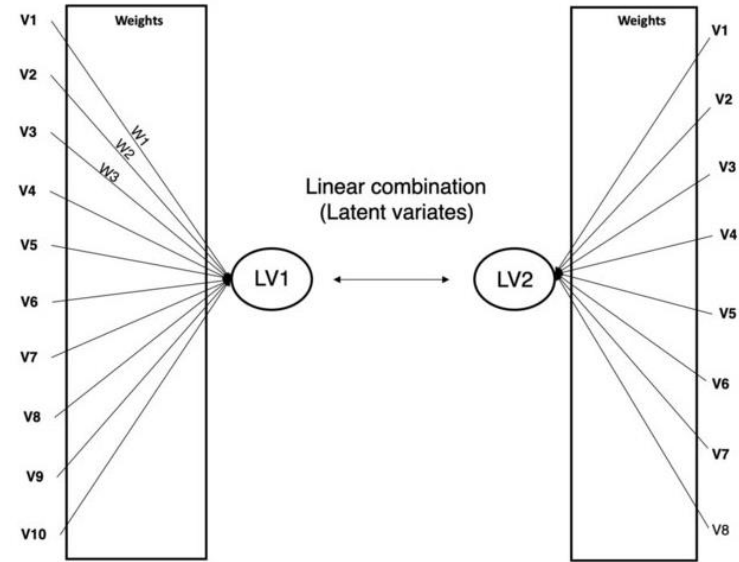 V1
V2
V3
V4
V5
V6
V7
V8
V9
V10
Weights
W1
W2
W3
LV1
Linear combination
(Latent variates)
LV2
Weights
V1
V2
V3
V4
V5
V6
V7
V8